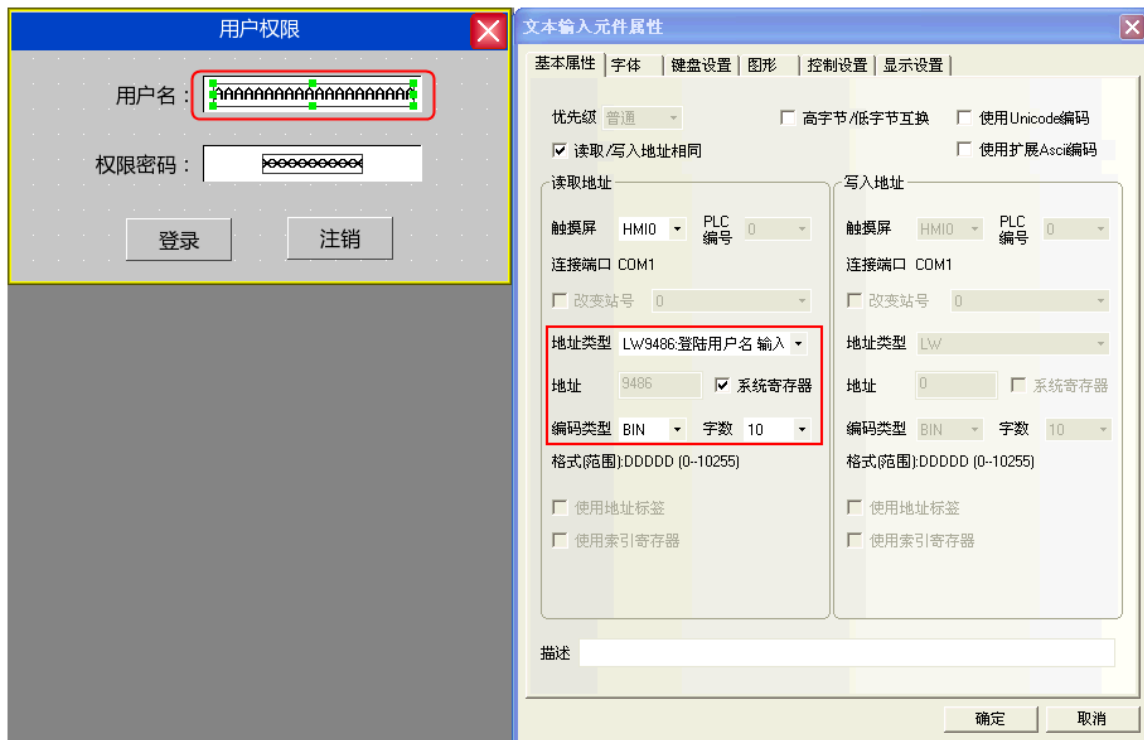 用户权限
用户名：
AAAAAAAAAAAAAAAAAAAA
权限密码：
××××××××××
登录
注销
文本输入元件属性
基本属性 字体 键盘设置 图形 控制设置 显示设置
优先级 普通
高字节/低字节互换
使用Unicode编码
读取/写入地址相同
使用扩展Ascii编码
读取地址
触摸屏 HMI0 PLC编号 0
连接端口 COM1
改变站号 0
地址类型 LW9486:登陆用户名 输入
地址 9486 系统寄存器
编码类型 BIN 字数 10
格式(范围):DDDDD (0--10255)
使用地址标签
使用索引寄存器
写入地址
触摸屏 HMI0 PLC编号 0
连接端口 COM1
改变站号 0
地址类型 LW
地址 0 系统寄存器
编码类型 BIN 字数 10
格式(范围):DDDDD (0--10255)
使用地址标签
使用索引寄存器
描述
确定
取消